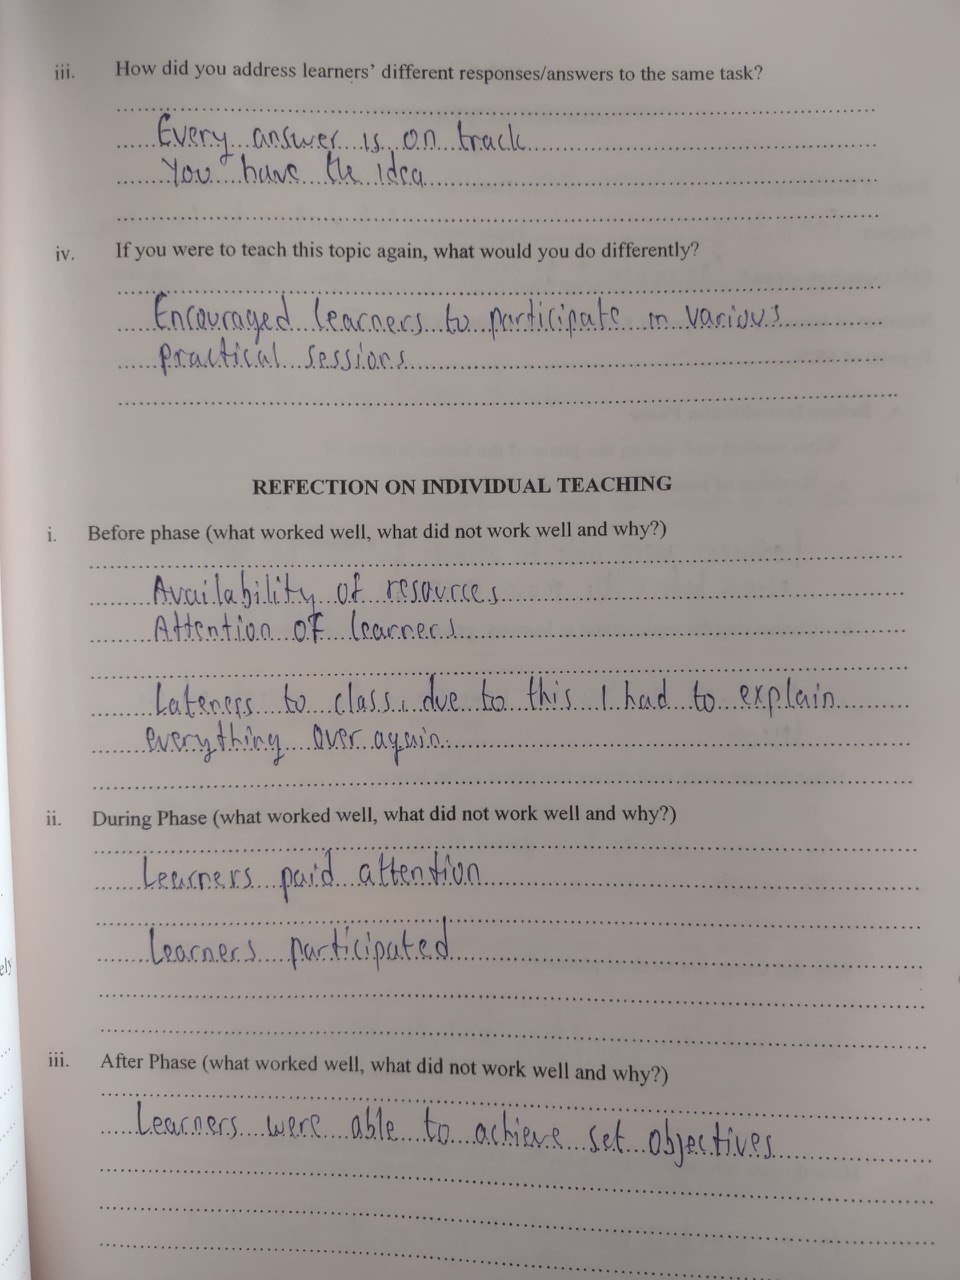 iii. How did you address learners' different responses/answers to the same task?
Every answer is on track
You have the idea
iv. If you were to teach this topic again, what would you do differently?
Encouraged learners to participate in various
practical sessions
REFECTION ON INDIVIDUAL TEACHING
i. Before phase (what worked well, what did not work well and why?)
Availability of resources
Attention of learners
Lateness to class, due to this I had to explain
everything over again.
ii. During Phase (what worked well, what did not work well and why?)
Learners paid attention
Learners participated
iii. After Phase (what worked well, what did not work well and why?)
Learners were able to achieve set objectives
ely